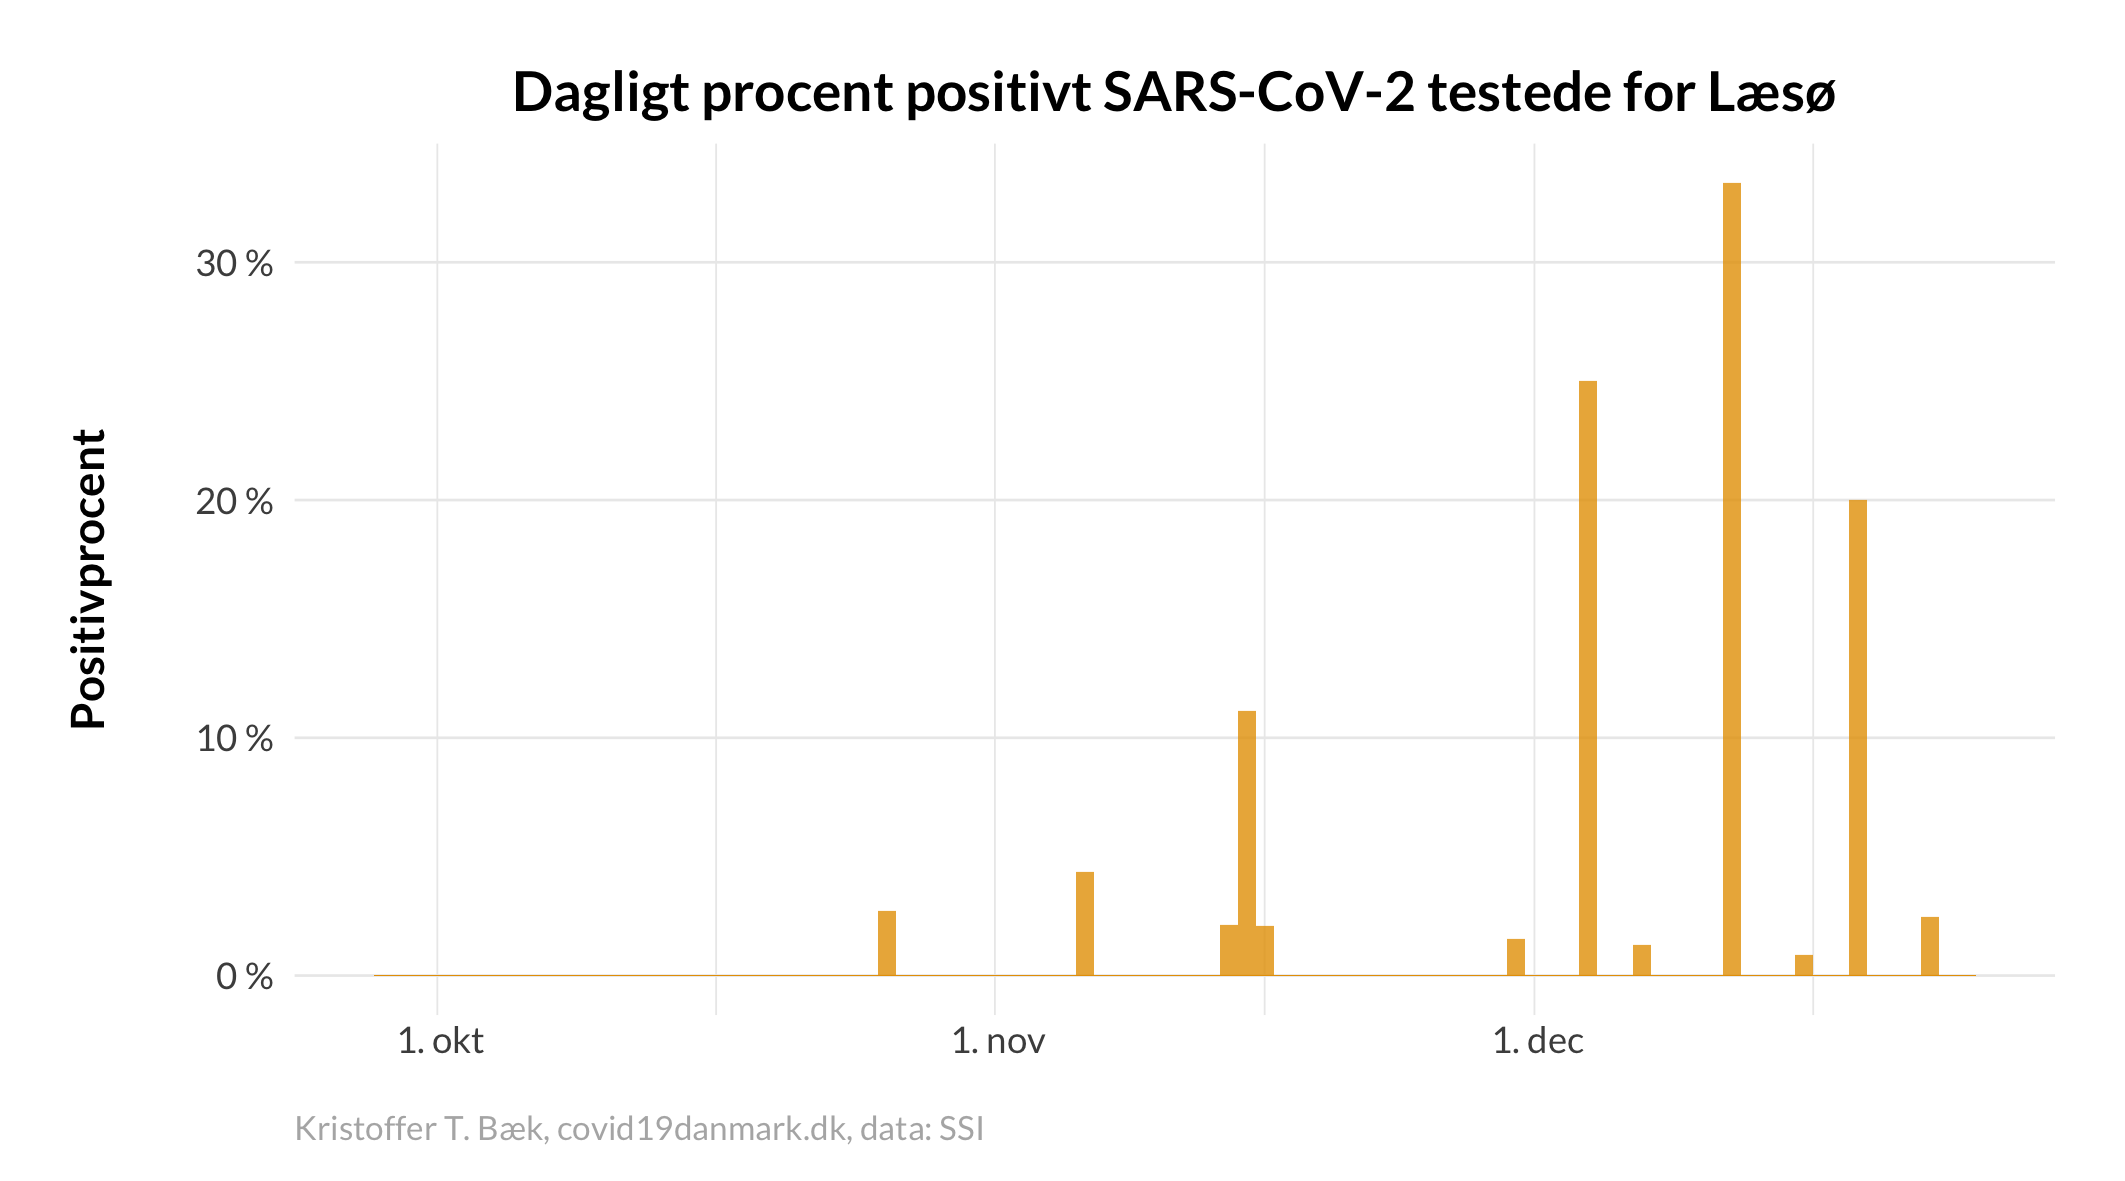 Dagligt procent positivt SARS-CoV-2 testede for Læsø
Positivprocent
30 %
20 %
10 %
0 %
1. okt
1. nov
1. dec
Kristoffer T. Bæk, covid19danmark.dk, data: SSI